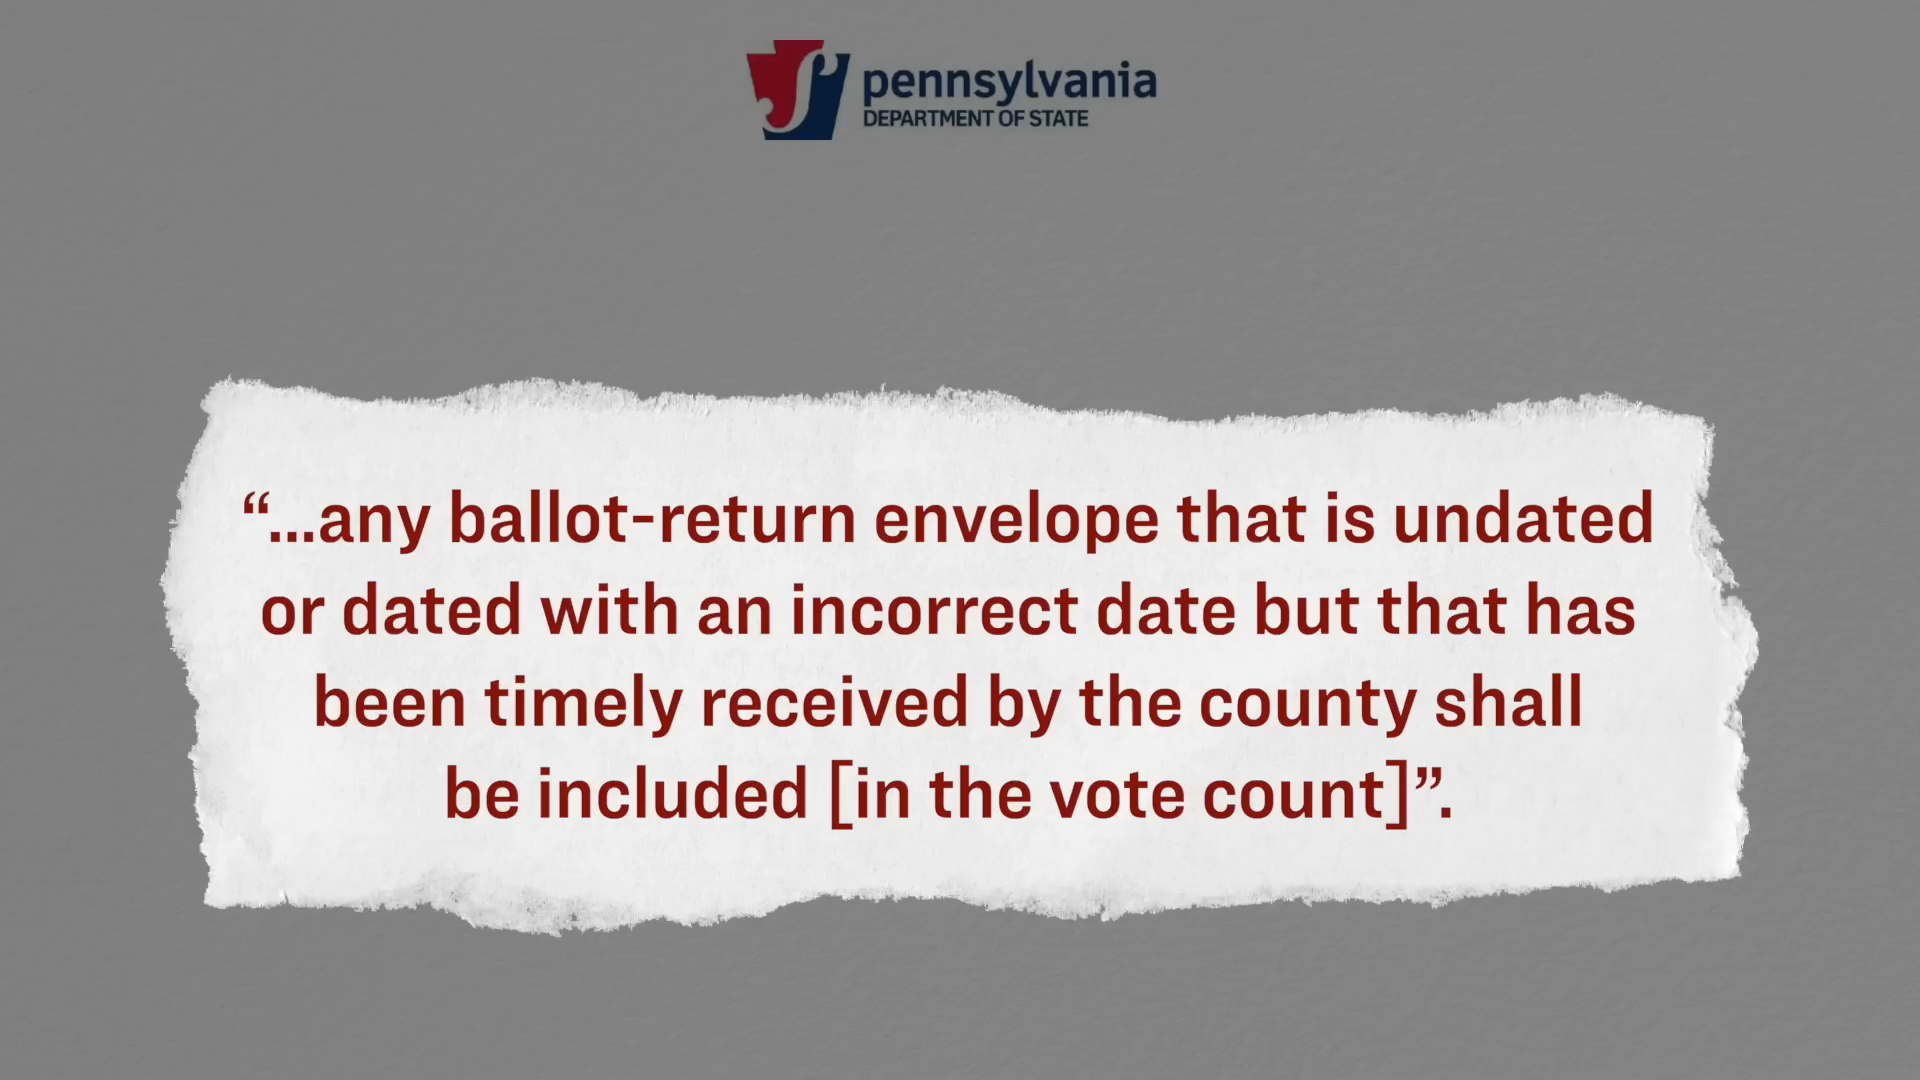 pennsylvania
DEPARTMENT OF STATE
“...any ballot-return envelope that is undated
or dated with an incorrect date but that has
been timely received by the county shall
be included [in the vote count]”.